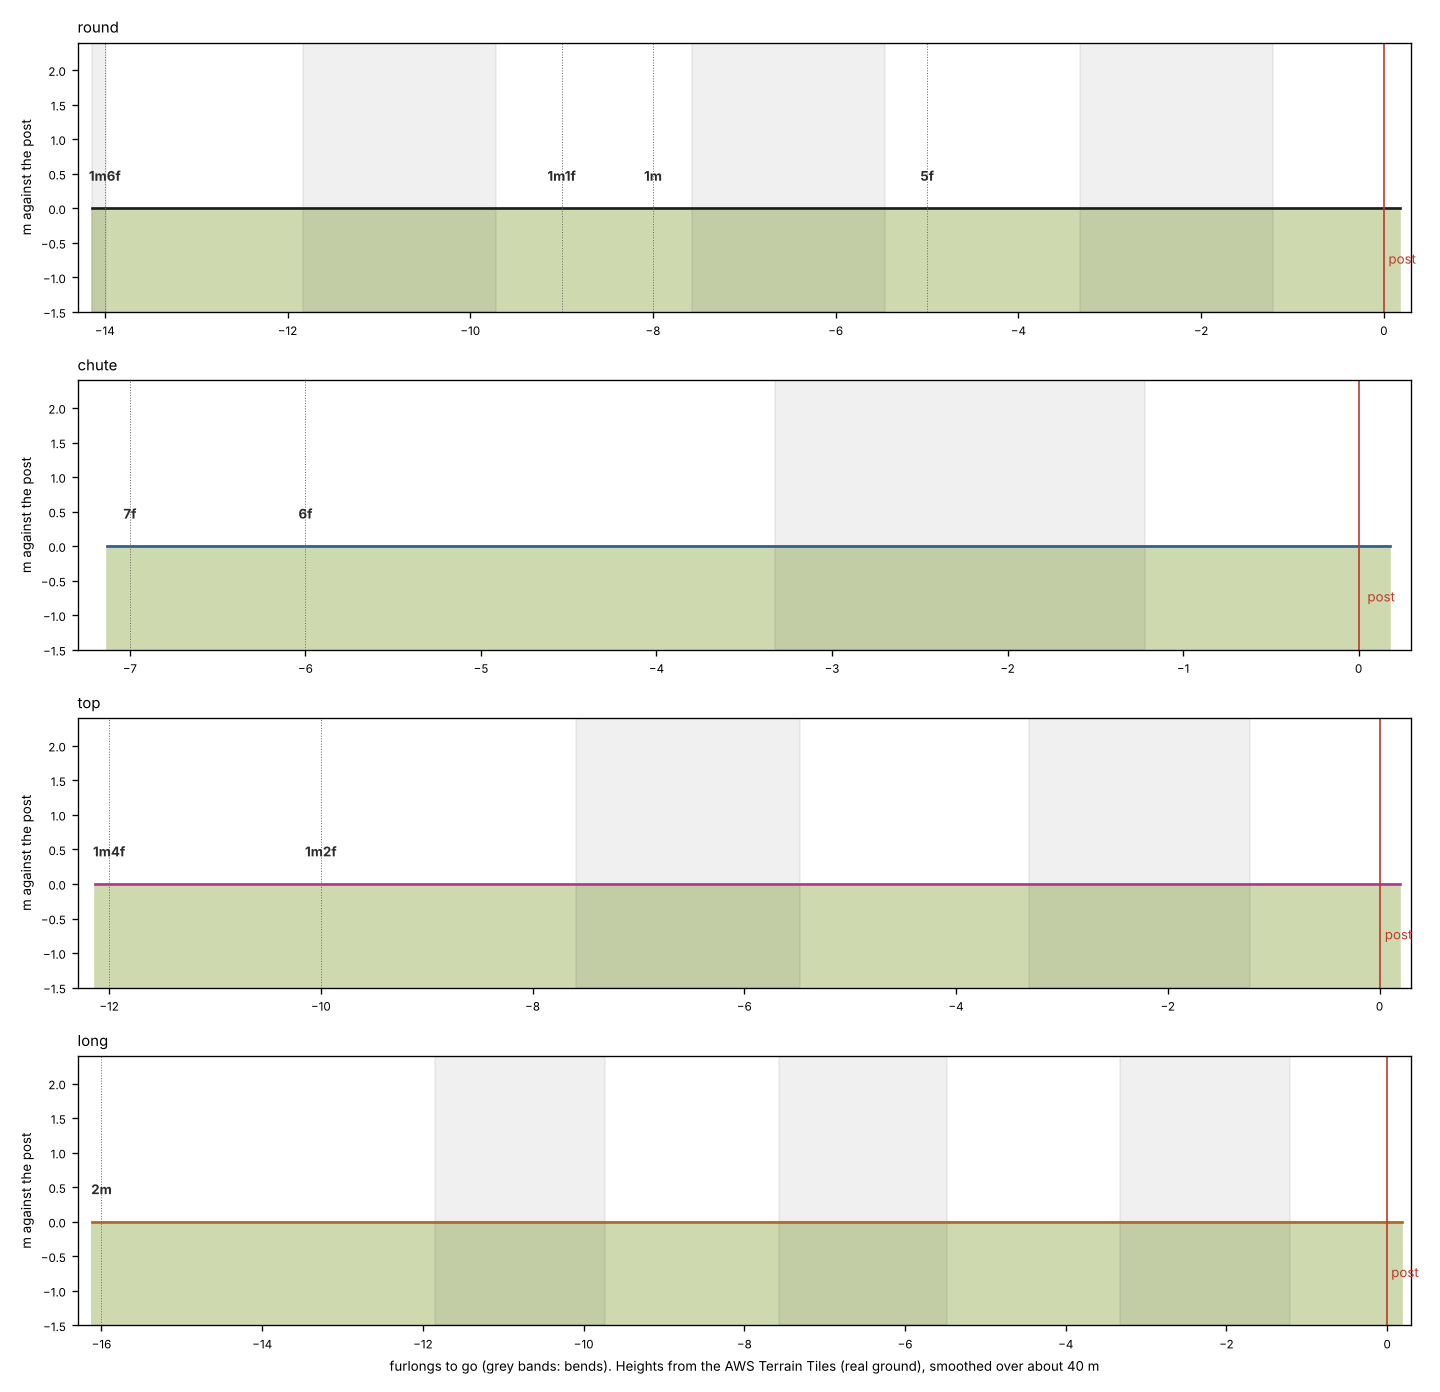 round
m against the post
2.0
1.5
1.0
0.5
0.0
−0.5
−1.0
−1.5
1m6f
1m1f
1m
5f
post
−14
−12
−10
−8
−6
−4
−2
0
chute
m against the post
2.0
1.5
1.0
0.5
0.0
−0.5
−1.0
−1.5
7f
6f
post
−7
−6
−5
−4
−3
−2
−1
0
top
m against the post
2.0
1.5
1.0
0.5
0.0
−0.5
−1.0
−1.5
1m4f
1m2f
post
−12
−10
−8
−6
−4
−2
0
long
m against the post
2.0
1.5
1.0
0.5
0.0
−0.5
−1.0
−1.5
2m
post
−16
−14
−12
−10
−8
−6
−4
−2
0
furlongs to go (grey bands: bends). Heights from the AWS Terrain Tiles (real ground), smoothed over about 40 m